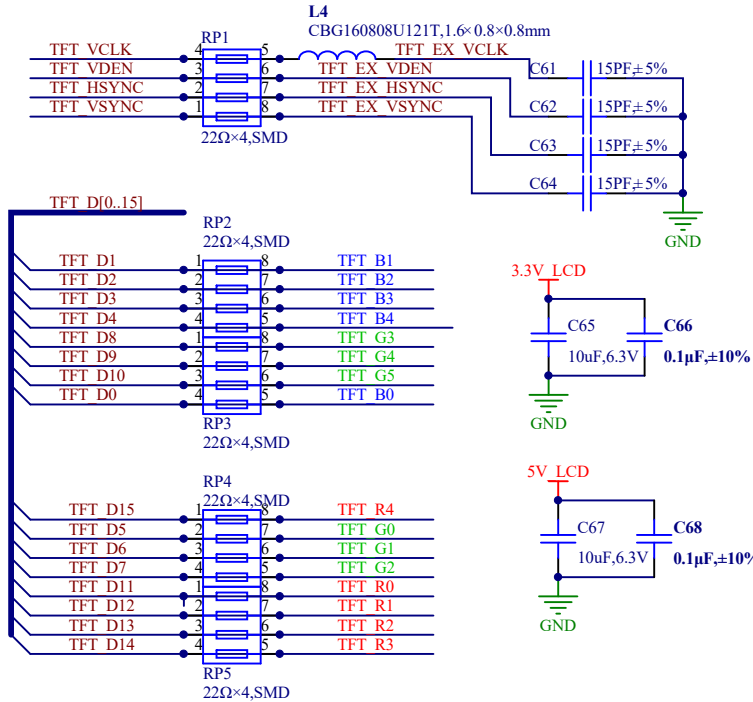 L4
CBG160808U121T,1.6×0.8×0.8mm
RP1
TFT_VCLK 4 5 TFT_EX_VCLK
TFT_VDEN 3 6 TFT_EX_VDEN
TFT_HSYNC 2 7 TFT_EX_HSYNC
TFT_VSYNC 1 8 TFT_EX_VSYNC
22Ω×4,SMD
C61 15PF,±5%
C62 15PF,±5%
C63 15PF,±5%
C64 15PF,±5%
GND
TFT_D[0..15]
RP2
22Ω×4,SMD
TFT_D1 1 8 TFT_B1
TFT_D2 2 7 TFT_B2
TFT_D3 3 6 TFT_B3
TFT_D4 4 5 TFT_B4
TFT_D8 1 8 TFT_G3
TFT_D9 2 7 TFT_G4
TFT_D10 3 6 TFT_G5
TFT_D0 4 5 TFT_B0
RP3
22Ω×4,SMD
3.3V_LCD
C65 C66
10uF,6.3V 0.1μF,±10%
GND
RP4
22Ω×4,SMD
TFT_D15 1 8 TFT_R4
TFT_D5 2 7 TFT_G0
TFT_D6 3 6 TFT_G1
TFT_D7 4 5 TFT_G2
TFT_D11 1 8 TFT_R0
TFT_D12 2 7 TFT_R1
TFT_D13 3 6 TFT_R2
TFT_D14 4 5 TFT_R3
RP5
22Ω×4,SMD
5V_LCD
C67 C68
10uF,6.3V 0.1μF,±10%
GND